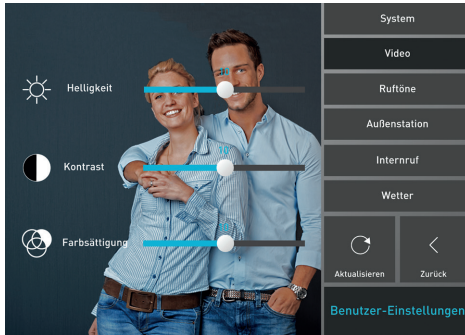 Helligkeit
Kontrast
Farbsättigung
System
Video
Ruftöne
Außenstation
Internruf
Wetter
Aktualisieren
Zurück
Benutzer-Einstellungen